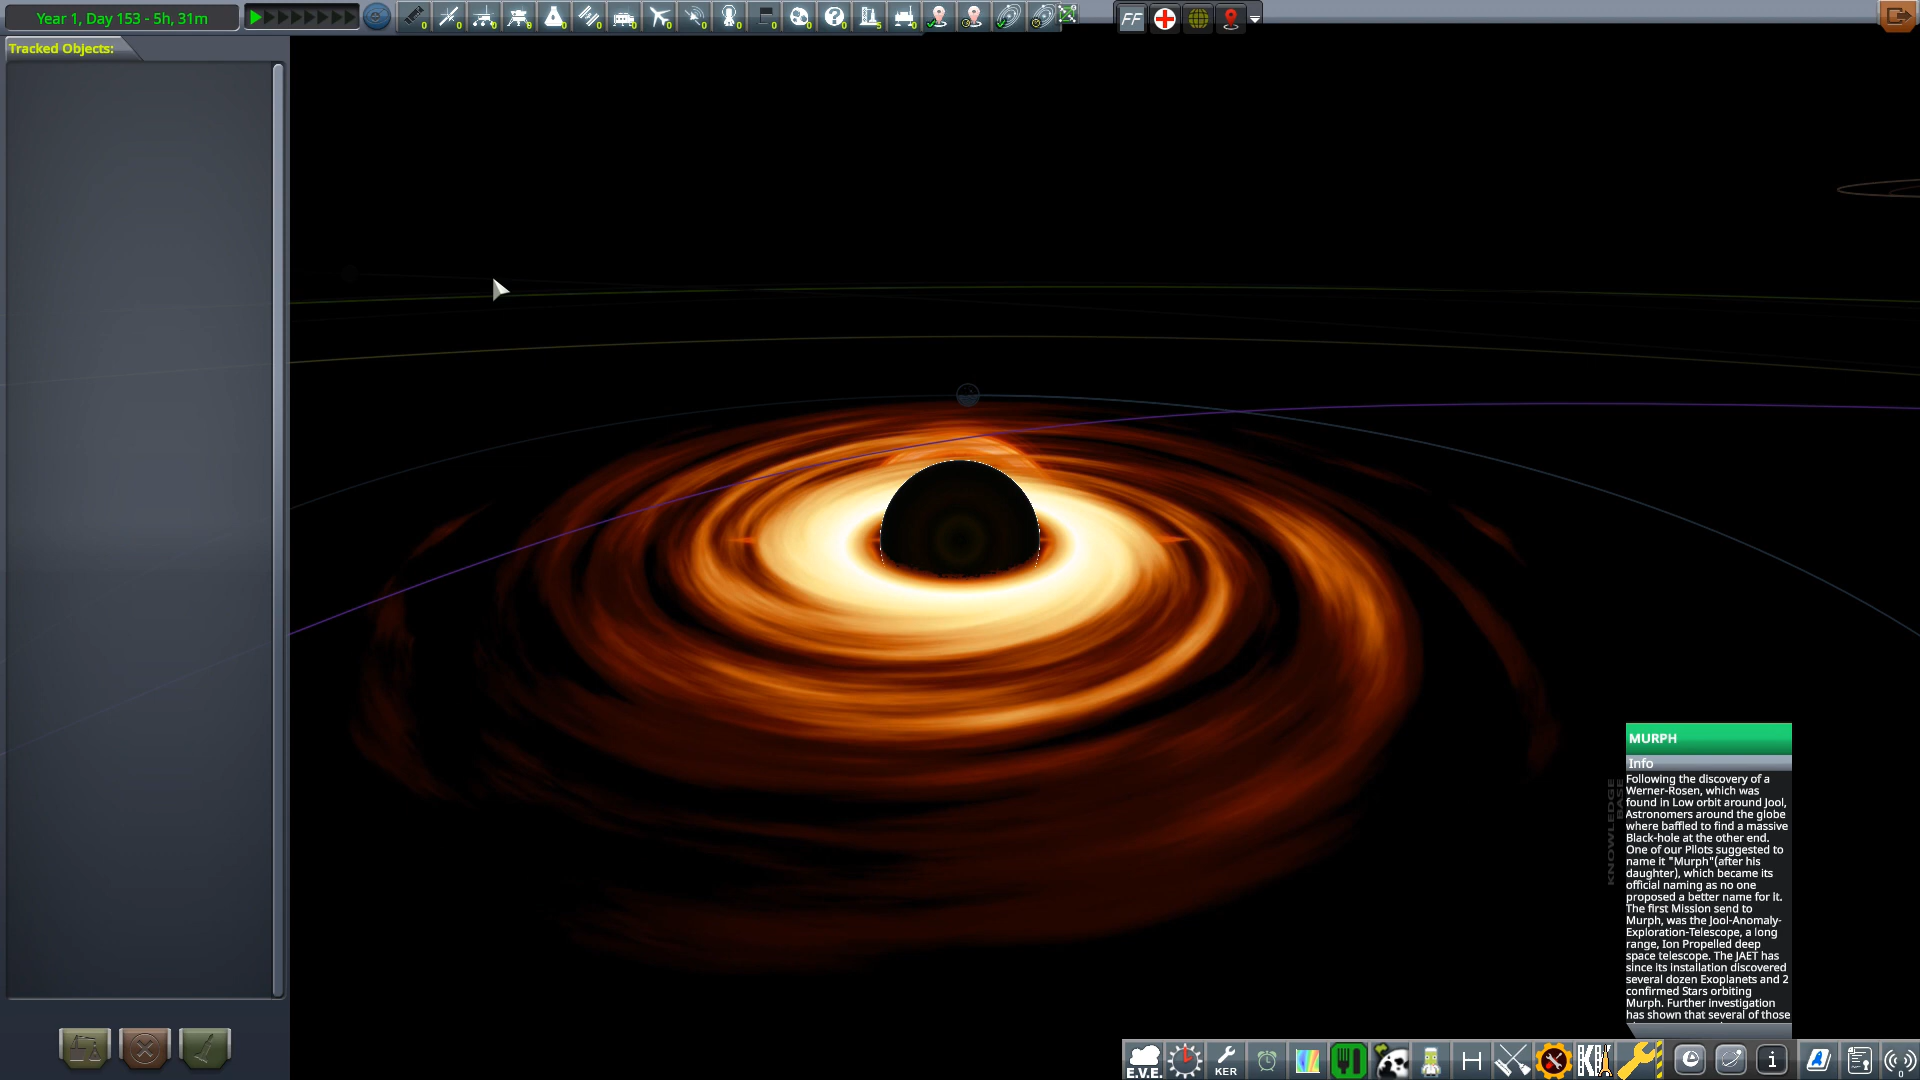 Year 1, Day 153 - 5h, 31m
FF
Tracked Objects:
MURPH
Info
KNOWLEDGE BASE
Following the discovery of a
Werner-Rosen, which was
found in Low orbit around Jool,
Astronomers around the globe
where baffled to find a massive
Black-hole at the other end.
One of our Pilots suggested to
name it "Murph"(after his
daughter), which became its
official naming as no one
proposed a better name for it.
The first Mission send to
Murph, was the Jool-Anomaly-
Exploration-Telescope, a long
range, Ion Propelled deep
space telescope. The JAET has
since its installation discovered
several dozen Exoplanets and 2
confirmed Stars orbiting
Murph. Further investigation
has shown that several of those
E.V.E.
KER